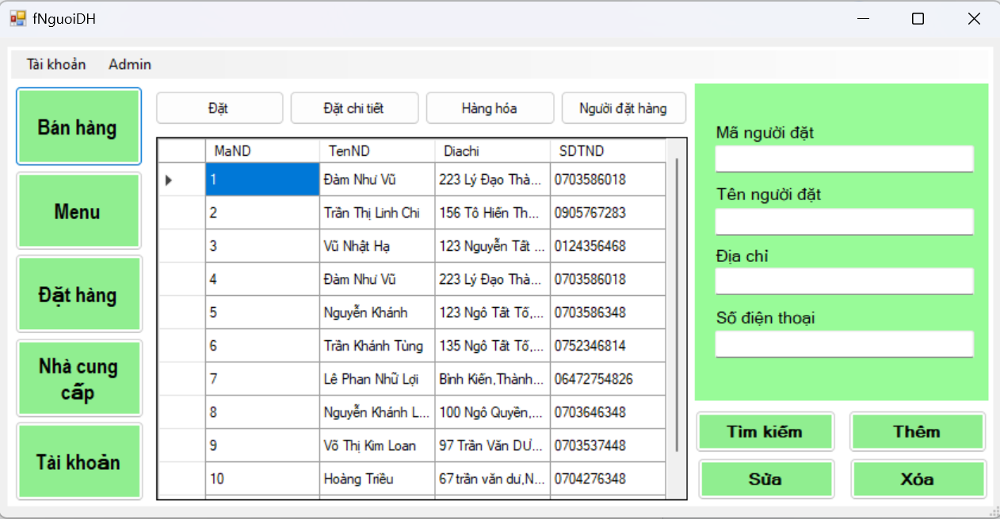 fNguoiDH
Tài khoản Admin
Bán hàng
Menu
Đặt hàng
Nhà cung
cấp
Tài khoản
Đặt Đặt chi tiết Hàng hóa Người đặt hàng
MaND TenND Diachi SDTND
1 Đàm Như Vũ 223 Lý Đạo Thà... 0703586018
2 Trần Thị Linh Chi 156 Tô Hiến Th... 0905767283
3 Vũ Nhật Hạ 123 Nguyễn Tất ... 0124356468
4 Đàm Như Vũ 223 Lý Đạo Thà... 0703586018
5 Nguyễn Khánh 123 Ngô Tất Tố,... 0703586348
6 Trần Khánh Tùng 135 Ngô Tất Tố,... 0752346814
7 Lê Phan Nhữ Lợi Bình Kiến,Thành... 06472754826
8 Nguyễn Khánh L... 100 Ngô Quyền,... 0703646348
9 Võ Thị Kim Loan 97 Trần Văn DƯ... 0703537448
10 Hoàng Triều 67 trần văn dư,N... 0704276348
Mã người đặt
Tên người đặt
Địa chỉ
Số điện thoại
Tìm kiếm Thêm
Sửa Xóa